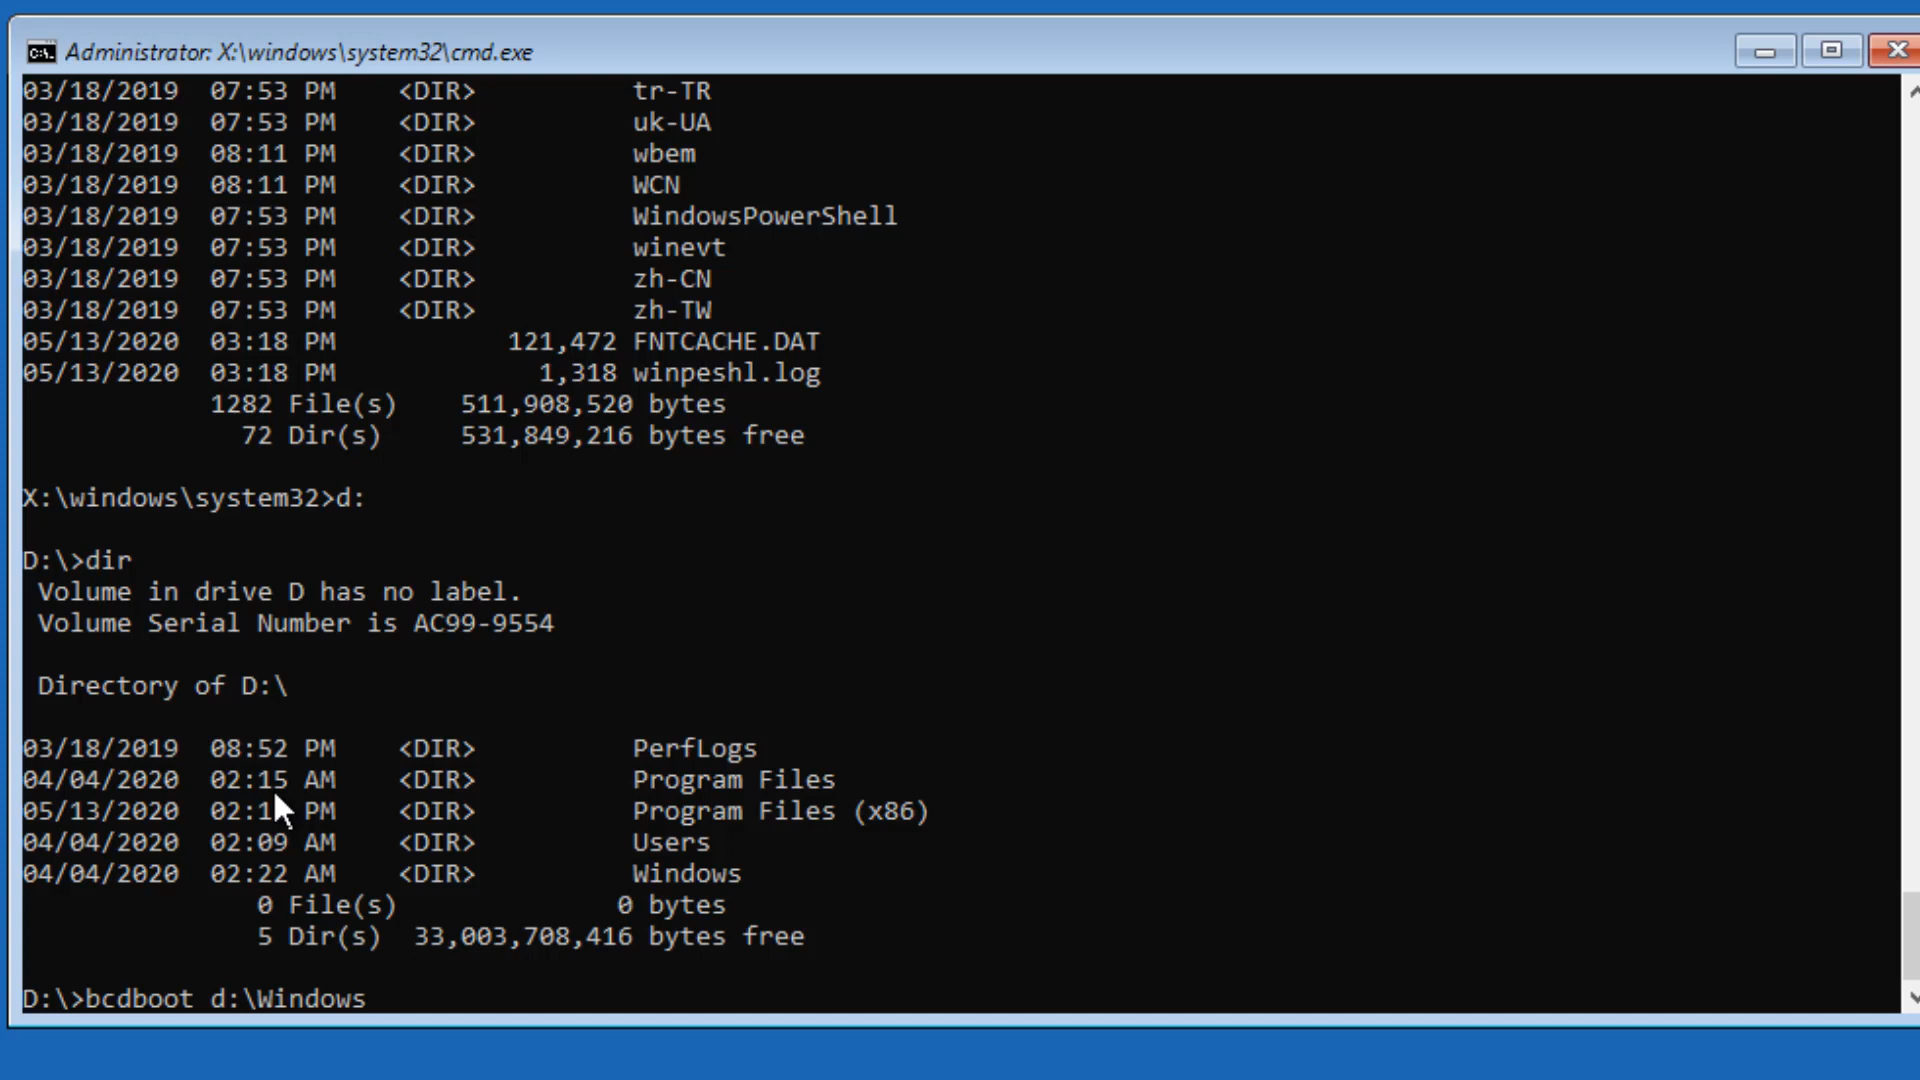 Administrator: X:\windows\system32\cmd.exe
03/18/2019  07:53 PM    <DIR>          tr-TR
03/18/2019  07:53 PM    <DIR>          uk-UA
03/18/2019  08:11 PM    <DIR>          wbem
03/18/2019  08:11 PM    <DIR>          WCN
03/18/2019  07:53 PM    <DIR>          WindowsPowerShell
03/18/2019  07:53 PM    <DIR>          winevt
03/18/2019  07:53 PM    <DIR>          zh-CN
03/18/2019  07:53 PM    <DIR>          zh-TW
05/13/2020  03:18 PM           121,472 FNTCACHE.DAT
05/13/2020  03:18 PM             1,318 winpeshl.log
            1282 File(s)    511,908,520 bytes
              72 Dir(s)     531,849,216 bytes free
X:\windows\system32>d:
D:\>dir
 Volume in drive D has no label.
 Volume Serial Number is AC99-9554
 Directory of D:\
03/18/2019  08:52 PM    <DIR>          PerfLogs
04/04/2020  02:15 AM    <DIR>          Program Files
05/13/2020  PM    <DIR>          Program Files (x86)
04/04/2020  02:09 AM    <DIR>          Users
04/04/2020  02:22 AM    <DIR>          Windows
               0 File(s)              0 bytes
               5 Dir(s)  33,003,708,416 bytes free
D:\>bcdboot d:\Windows